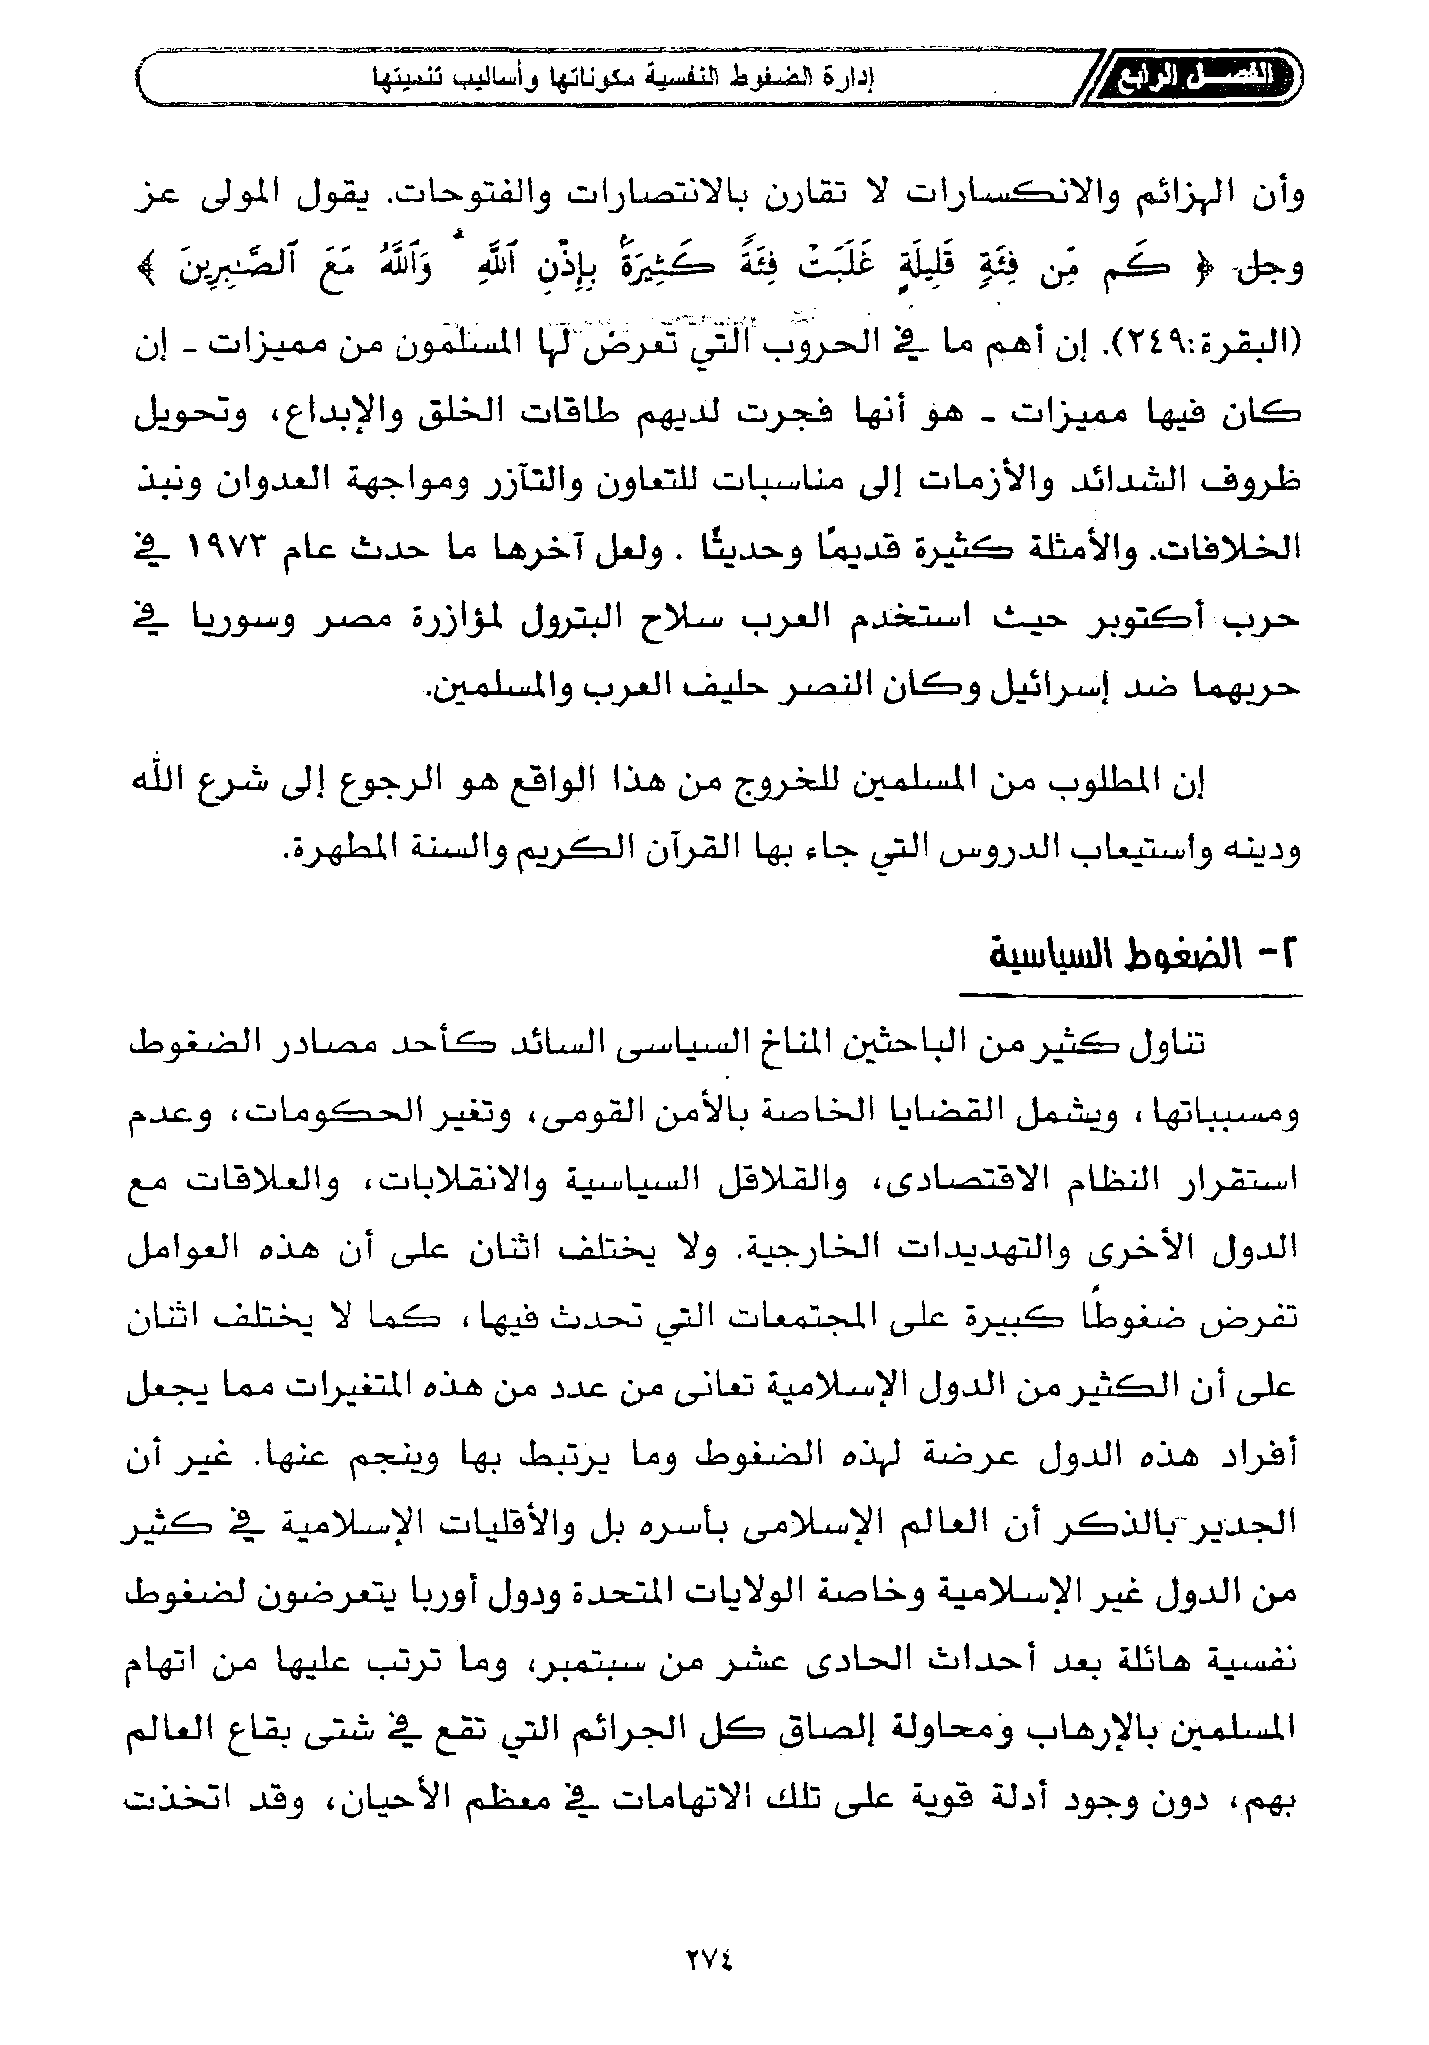 الفصل الرابع
إدارة الضغوط النفسية مكوناتها وأساليب تنميتها
وأن الهزائم والانكسارات لا تقارن بالانتصارات والفتوحات. يقول المولى عز
وجل ﴿ كَم مِّن فِئَةٍ قَلِيلَةٍ غَلَبَتْ فِئَةً كَثِيرَةً بِإِذْنِ ٱللَّهِ ۗ وَٱللَّهُ مَعَ ٱلصَّـٰبِرِينَ ﴾
(البقرة:٢٤٩). إن أهم ما في الحروب التي تعرض لها المسلمون من مميزات - إن
كان فيها مميزات - هو أنها فجرت لديهم طاقات الخلق والإبداع، وتحويل
ظروف الشدائد والأزمات إلى مناسبات للتعاون والتآزر ومواجهة العدوان ونبذ
الخلافات. والأمثلة كثيرة قديمًا وحديثًا . ولعل آخرها ما حدث عام ١٩٧٣ في
حرب أكتوبر حيث استخدم العرب سلاح البترول لمؤازرة مصر وسوريا في
حربهما ضد إسرائيل وكان النصر حليف العرب والمسلمين.
إن المطلوب من المسلمين للخروج من هذا الواقع هو الرجوع إلى شرع الله
ودينه واستيعاب الدروس التي جاء بها القرآن الكريم والسنة المطهرة.
٢- الضغوط السياسية
تناول كثير من الباحثين المناخ السياسى السائد كأحد مصادر الضغوط
ومسبباتها، ويشمل القضايا الخاصة بالأمن القومى، وتغير الحكومات، وعدم
استقرار النظام الاقتصادى، والقلاقل السياسية والانقلابات، والعلاقات مع
الدول الأخرى والتهديدات الخارجية. ولا يختلف اثنان على أن هذه العوامل
تفرض ضغوطًا كبيرة على المجتمعات التي تحدث فيها، كما لا يختلف اثنان
على أن الكثير من الدول الإسلامية تعانى من عدد من هذه المتغيرات مما يجعل
أفراد هذه الدول عرضة لهذه الضغوط وما يرتبط بها وينجم عنها. غير أن
الجدير بالذكر أن العالم الإسلامى بأسره بل والأقليات الإسلامية في كثير
من الدول غير الإسلامية وخاصة الولايات المتحدة ودول أوربا يتعرضون لضغوط
نفسية هائلة بعد أحداث الحادى عشر من سبتمبر، وما ترتب عليها من اتهام
المسلمين بالإرهاب ومحاولة إلصاق كل الجرائم التي تقع في شتى بقاع العالم
بهم، دون وجود أدلة قوية على تلك الاتهامات في معظم الأحيان، وقد اتخذت
٢٧٤